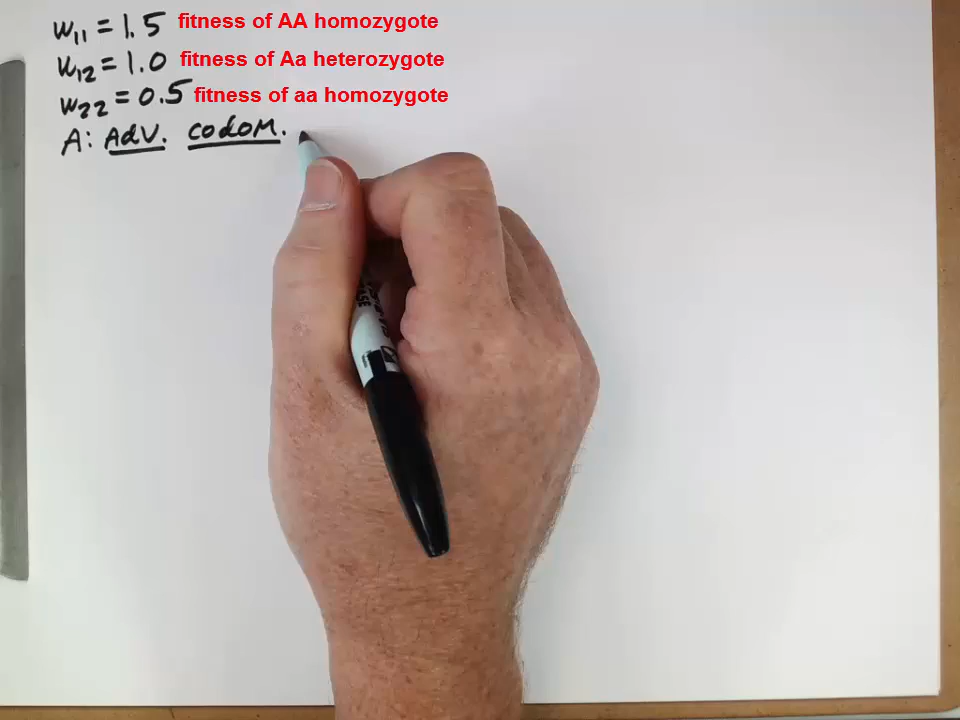 w11 = 1.5 fitness of AA homozygote
w12 = 1.0 fitness of Aa heterozygote
w22 = 0.5 fitness of aa homozygote
A: Adv. codom.